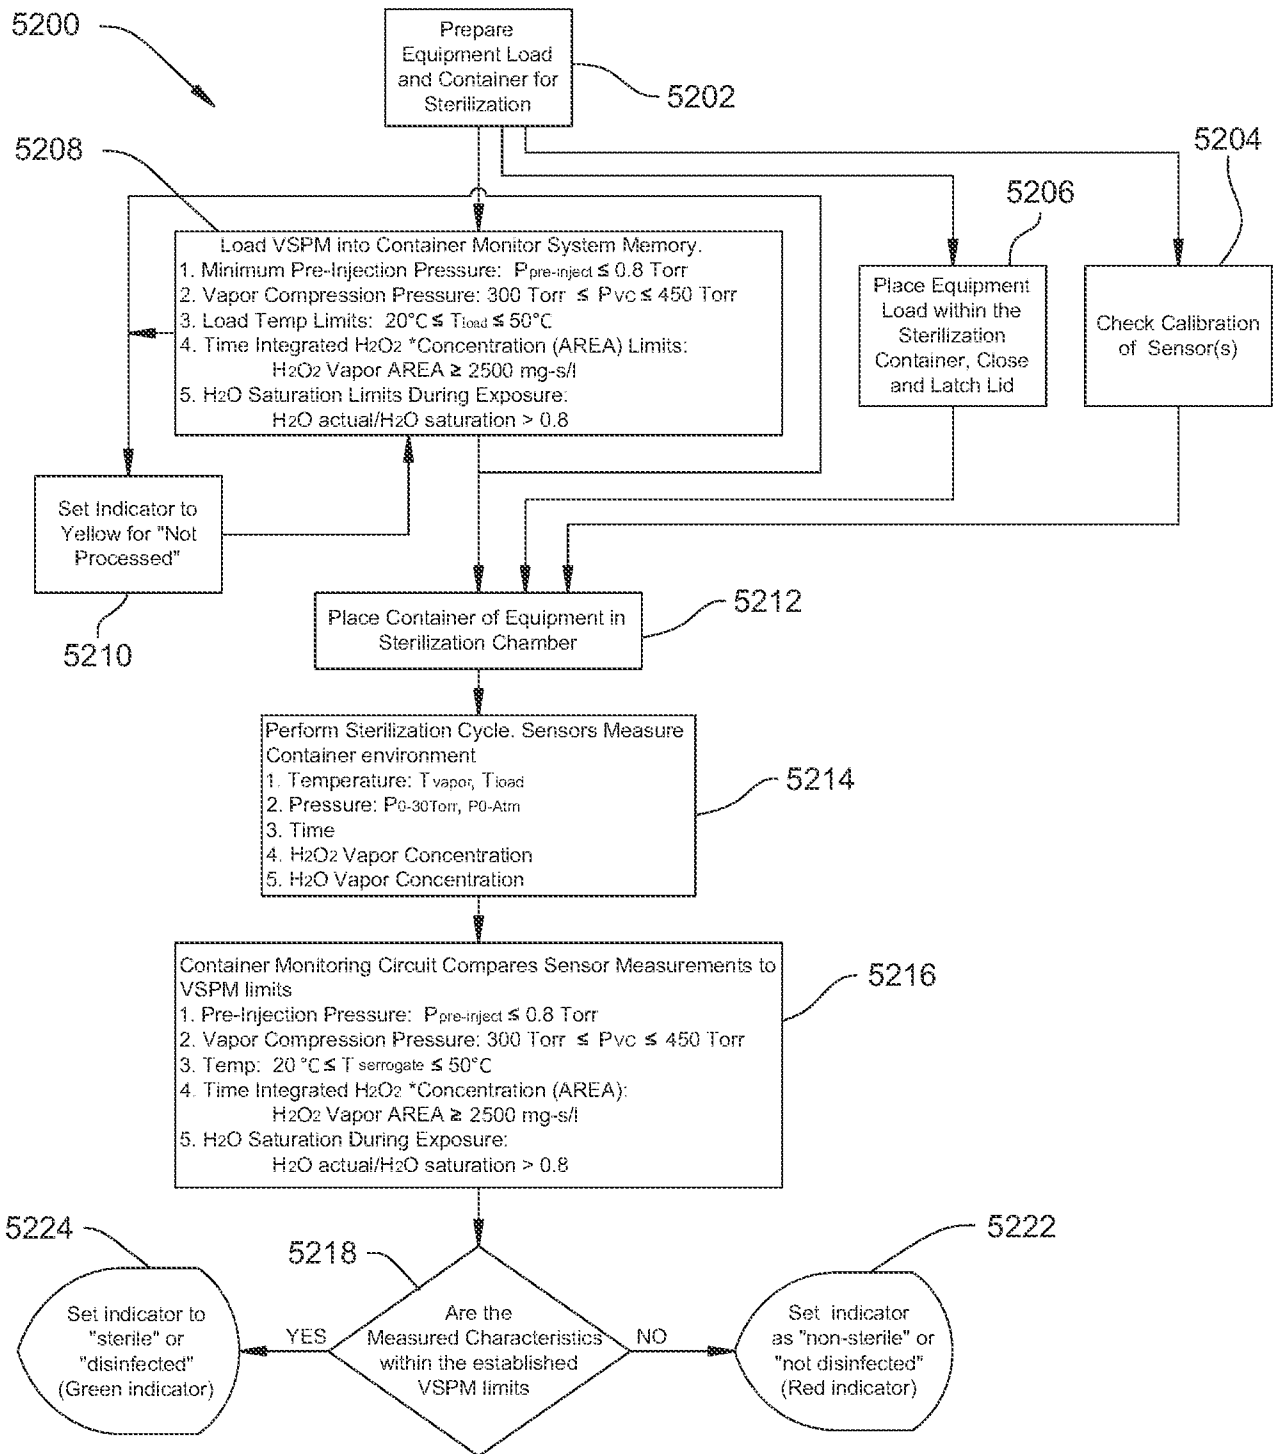 5200
Prepare
Equipment Load
and Container for
Sterilization
5202
5208
5204
5206
Load VSPM into Container Monitor System Memory.
1. Minimum Pre-Injection Pressure: Ppre-inject ≤ 0.8 Torr
2. Vapor Compression Pressure: 300 Torr ≤ PVC ≤ 450 Torr
3. Load Temp Limits: 20°C ≤ Tload ≤ 50°C
4. Time Integrated H2O2 *Concentration (AREA) Limits:
H2O2 Vapor AREA ≥ 2500 mg-s/l
5. H2O Saturation Limits During Exposure:
H2O actual/H2O saturation > 0.8
Place Equipment
Load within the
Sterilization
Container, Close
and Latch Lid
Check Calibration
of Sensor(s)
Set Indicator to
Yellow for "Not
Processed"
5210
Place Container of Equipment in
Sterilization Chamber
5212
Perform Sterilization Cycle. Sensors Measure
Container environment
1. Temperature: Tvapor, Tload
2. Pressure: P0-30Torr, P0-Atm
3. Time
4. H2O2 Vapor Concentration
5. H2O Vapor Concentration
5214
Container Monitoring Circuit Compares Sensor Measurements to
VSPM limits
1. Pre-Injection Pressure: Ppre-inject ≤ 0.8 Torr
2. Vapor Compression Pressure: 300 Torr ≤ PVC ≤ 450 Torr
3. Temp: 20 °C ≤ T serrogate ≤ 50°C
4. Time Integrated H2O2 *Concentration (AREA):
H2O2 Vapor AREA ≥ 2500 mg-s/l
5. H2O Saturation During Exposure:
H2O actual/H2O saturation > 0.8
5216
5224
5218
5222
Set indicator to
"sterile" or
"disinfected"
(Green indicator)
YES
Are the
Measured Characteristics
within the established
VSPM limits
NO
Set indicator
as "non-sterile" or
"not disinfected"
(Red indicator)